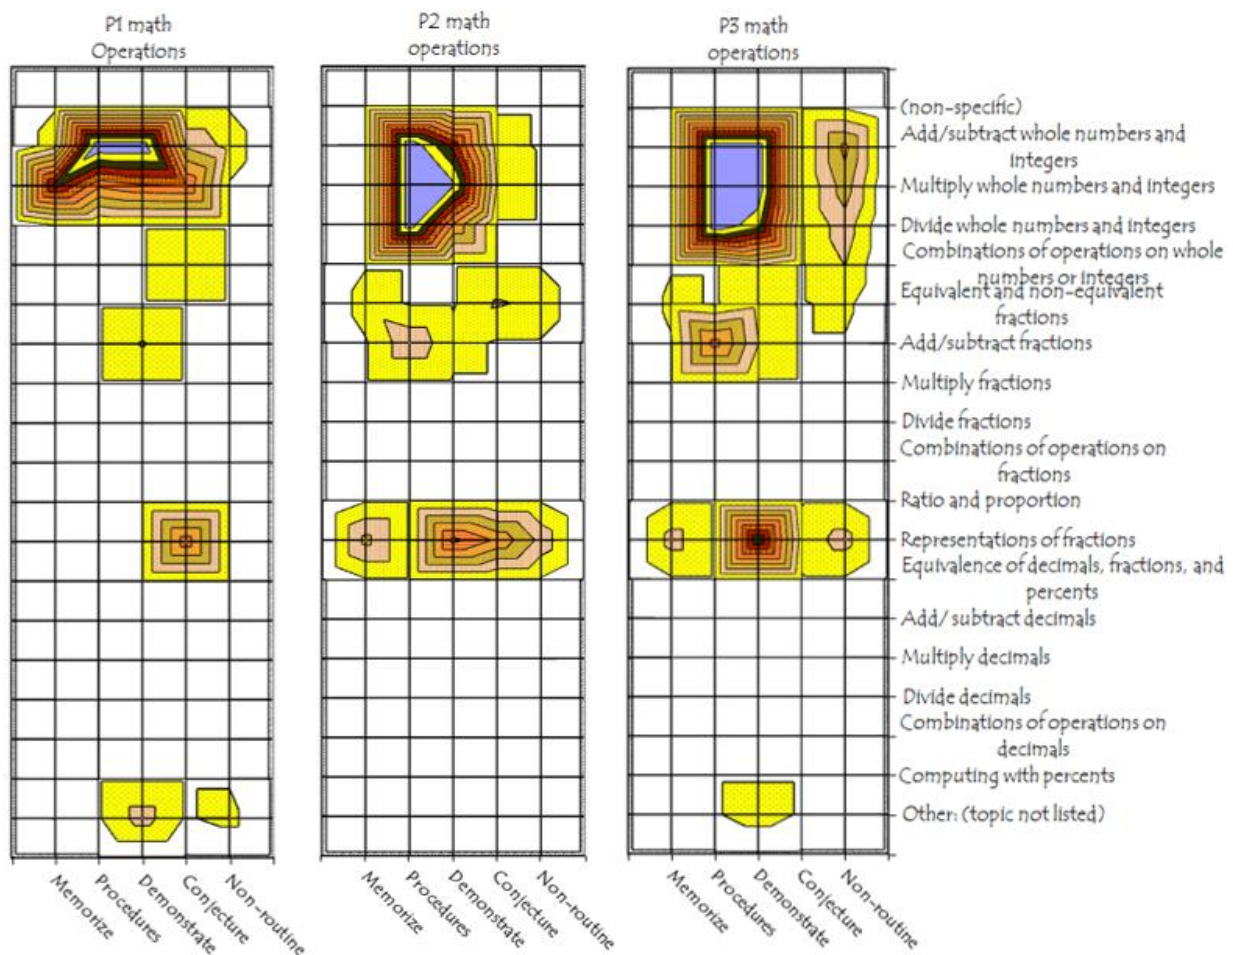 P1 math
Operations
P2 math
operations
P3 math
operations
(non-specific)
Add/subtract whole numbers and
integers
Multiply whole numbers and integers
Divide whole numbers and integers
Combinations of operations on whole
numbers or integers
Equivalent and non-equivalent
fractions
Add/subtract fractions
Multiply fractions
Divide fractions
Combinations of operations on
fractions
Ratio and proportion
Representations of fractions
Equivalence of decimals, fractions, and
percents
Add/ subtract decimals
Multiply decimals
Divide decimals
Combinations of operations on
decimals
Computing with percents
Other: (topic not listed)
Memorize
Procedures
Demonstrate
Conjecture
Non-routine
Memorize
Procedures
Demonstrate
Conjecture
Non-routine
Memorize
Procedures
Demonstrate
Conjecture
Non-routine